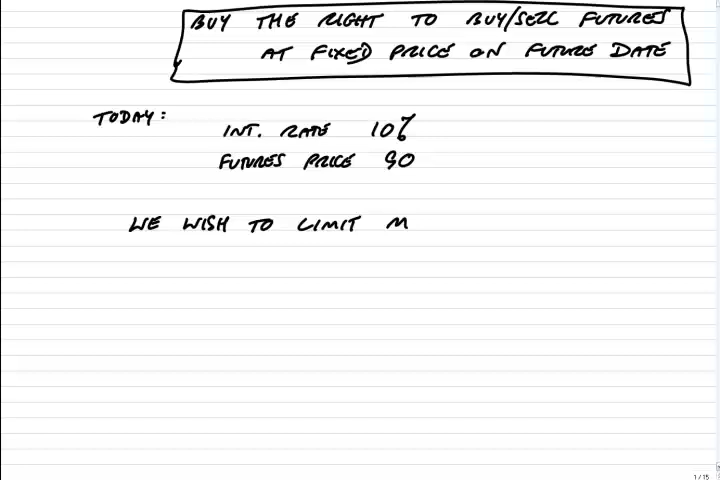 BUY THE RIGHT TO BUY/SELL FUTURES
AT FIXED PRICE ON FUTURE DATE
TODAY:
INT. RATE 10%
FUTURES PRICE 90
WE WISH TO LIMIT M
1/15